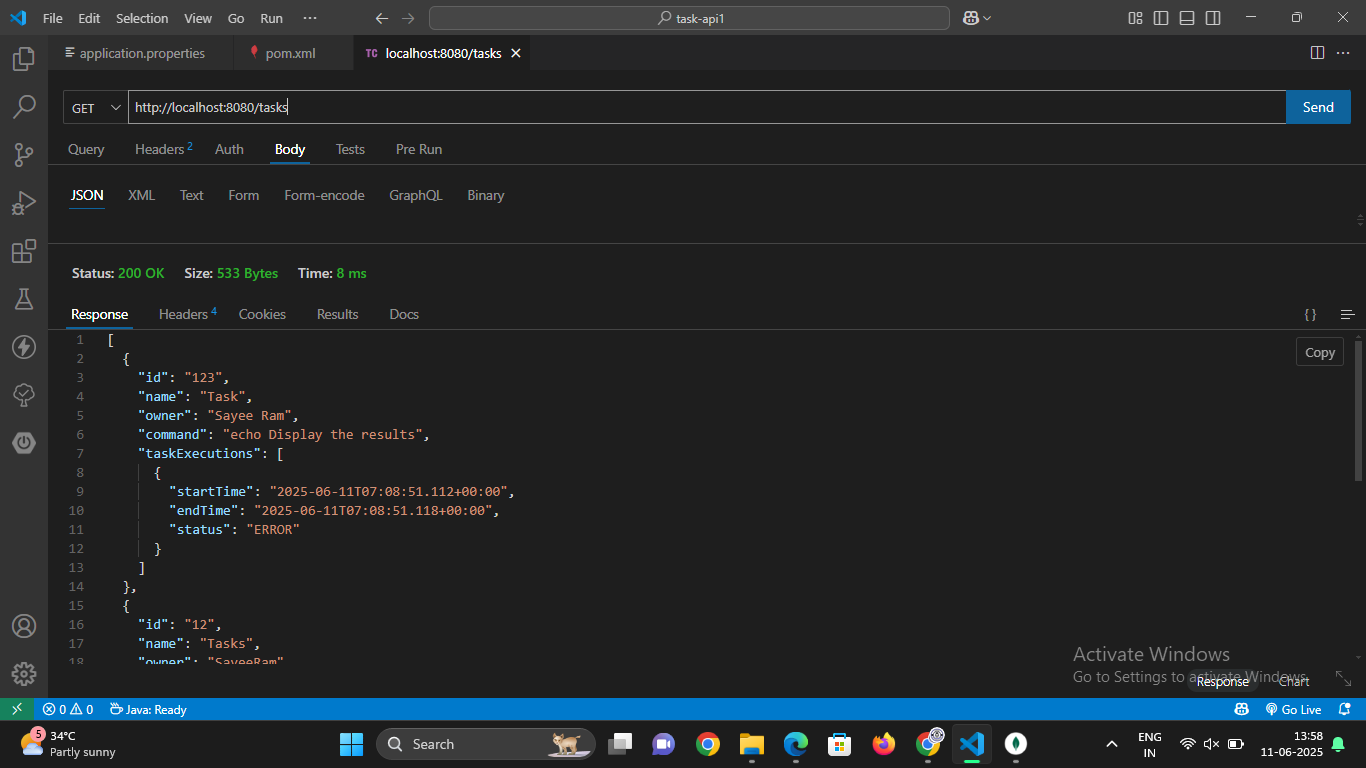 File Edit Selection View Go Run ··· task-api1
application.properties pom.xml TC localhost:8080/tasks
GET http://localhost:8080/tasks Send
Query Headers 2 Auth Body Tests Pre Run
JSON XML Text Form Form-encode GraphQL Binary
Status: 200 OK Size: 533 Bytes Time: 8 ms
Response Headers 4 Cookies Results Docs { }
Copy
1 [
2 {
3 "id": "123",
4 "name": "Task",
5 "owner": "Sayee Ram",
6 "command": "echo Display the results",
7 "taskExecutions": [
8 {
9 "startTime": "2025-06-11T07:08:51.112+00:00",
10 "endTime": "2025-06-11T07:08:51.118+00:00",
11 "status": "ERROR"
12 }
13 ]
14 },
15 {
16 "id": "12",
17 "name": "Tasks",
18 "owner": "SayeeRam"
Activate Windows
Go to Settings to activate Windows.
Response Chart
0 0 Java: Ready Go Live
5 34°C
Partly sunny
Search
ENG
IN
13:58
11-06-2025